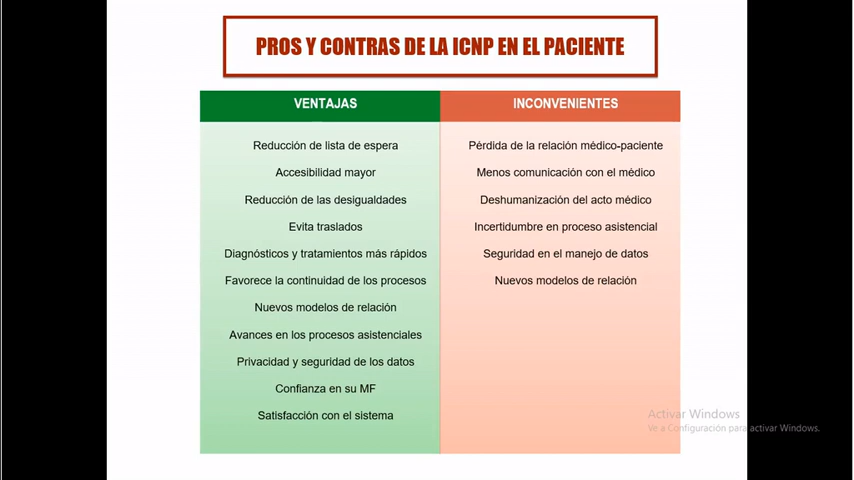 PROS Y CONTRAS DE LA ICNP EN EL PACIENTE
VENTAJAS
Reducción de lista de espera
Accesibilidad mayor
Reducción de las desigualdades
Evita traslados
Diagnósticos y tratamientos más rápidos
Favorece la continuidad de los procesos
Nuevos modelos de relación
Avances en los procesos asistenciales
Privacidad y seguridad de los datos
Confianza en su MF
Satisfacción con el sistema
INCONVENIENTES
Pérdida de la relación médico-paciente
Menos comunicación con el médico
Deshumanización del acto médico
Incertidumbre en proceso asistencial
Seguridad en el manejo de datos
Nuevos modelos de relación
Activar Windows
Ve a Configuración para activar Windows.